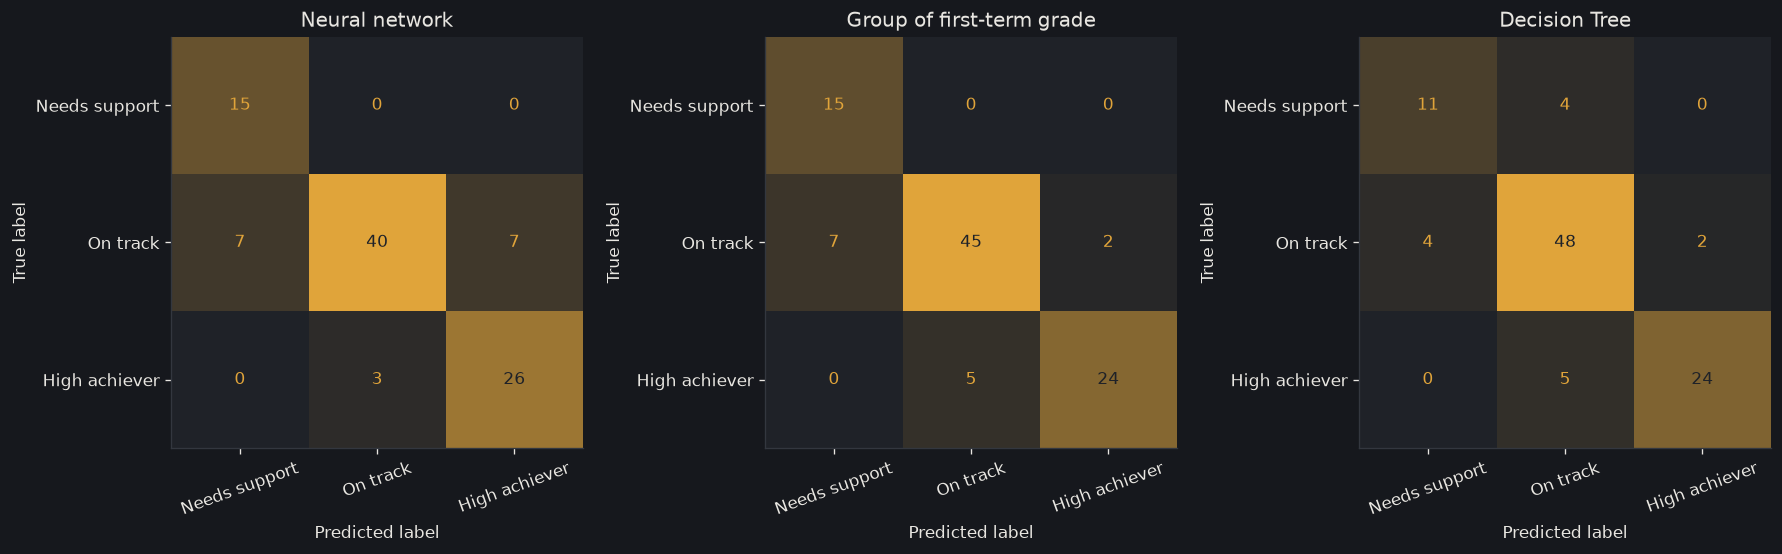 Neural network
Needs support
15 0 0
On track
7 40 7
High achiever
0 3 26
True label
Needs support
On track
High achiever
Predicted label
Group of first-term grade
Needs support
15 0 0
On track
7 45 2
High achiever
0 5 24
True label
Needs support
On track
High achiever
Predicted label
Decision Tree
Needs support
11 4 0
On track
4 48 2
High achiever
0 5 24
True label
Needs support
On track
High achiever
Predicted label